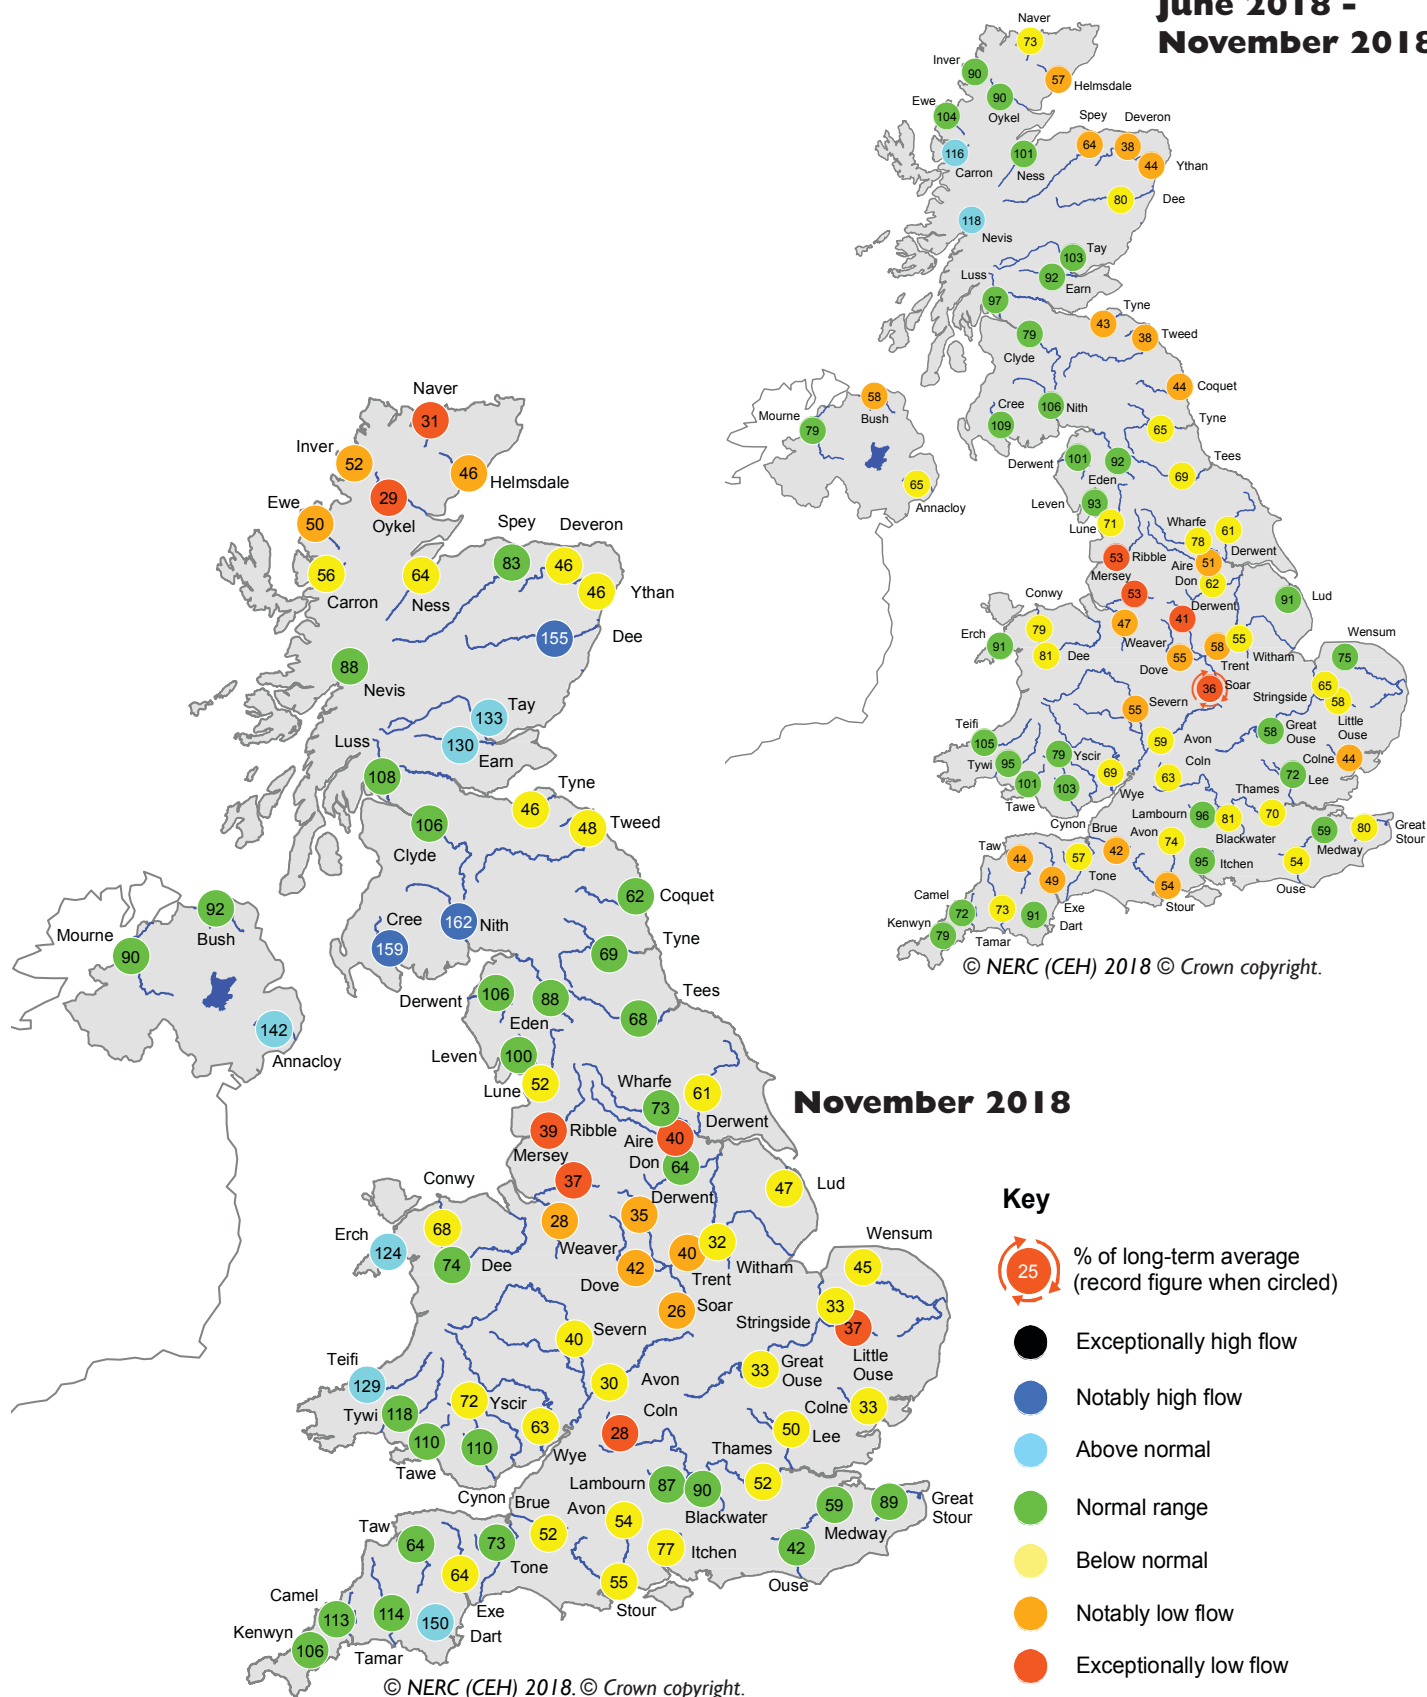 June 2018 -
November 2018
Naver
73
Inver
90
57
Helmsdale
90
Oykel
Ewe
104
Spey
Deveron
64
38
116
Carron
101
Ness
44
Ythan
80
Dee
118
Nevis
103
Tay
92
Earn
Luss
97
Tyne
43
38
Tweed
79
Clyde
44
Coquet
58
Bush
Mourne
79
Cree
106
Nith
109
Tyne
65
65
Annacloy
Derwent
101
92
Eden
Tees
69
Leven
93
Lune
71
Wharfe
78
61
Derwent
53
Ribble
Aire
51
Mersey
53
Don
62
91
Lud
Conwy
79
47
Weaver
41
Derwent
Erch
91
81
Dee
Dove
55
58
Trent
55
Witham
Wensum
75
36
Soar
Stringside
65
58
Little
Ouse
55
Severn
58
Great
Ouse
Teifi
105
59
Avon
Colne
44
Tywi
95
79
Yscir
69
Wye
Coln
63
72
Lee
101
Tawe
103
Cynon
Thames
70
Lambourn
96
81
Blackwater
59
Medway
80
Great
Stour
Brue
42
Avon
74
Taw
44
57
Tone
95
Itchen
54
Ouse
49
Exe
54
Stour
Camel
72
73
Tamar
91
Dart
Kenwyn
79
© NERC (CEH) 2018 © Crown copyright.
Naver
31
Inver
52
46
Helmsdale
29
Oykel
Ewe
50
Spey
Deveron
83
46
56
Carron
64
Ness
46
Ythan
155
Dee
88
Nevis
133
Tay
130
Earn
Luss
108
Tyne
46
106
Clyde
48
Tweed
62
Coquet
92
Bush
Mourne
90
Cree
162
Nith
159
Tyne
69
142
Annacloy
Derwent
106
88
Eden
Tees
68
Leven
100
Lune
52
Wharfe
73
61
Derwent
November 2018
39
Ribble
Aire
40
Mersey
37
Don
64
47
Lud
Conwy
68
28
Weaver
35
Derwent
Erch
124
74
Dee
Dove
42
40
Trent
32
Witham
Wensum
45
26
Soar
Stringside
33
37
Little
Ouse
40
Severn
33
Great
Ouse
Teifi
129
30
Avon
Colne
33
Tywi
118
72
Yscir
63
Wye
Coln
28
50
Lee
110
Tawe
110
Cynon
Thames
52
Lambourn
87
90
Blackwater
59
Medway
89
Great
Stour
Brue
52
Avon
54
Taw
64
73
Tone
77
Itchen
42
Ouse
64
Exe
55
Stour
Camel
113
114
Tamar
150
Dart
Kenwyn
106
© NERC (CEH) 2018. © Crown copyright.
Key
25
% of long-term average
(record figure when circled)
Exceptionally high flow
Notably high flow
Above normal
Normal range
Below normal
Notably low flow
Exceptionally low flow